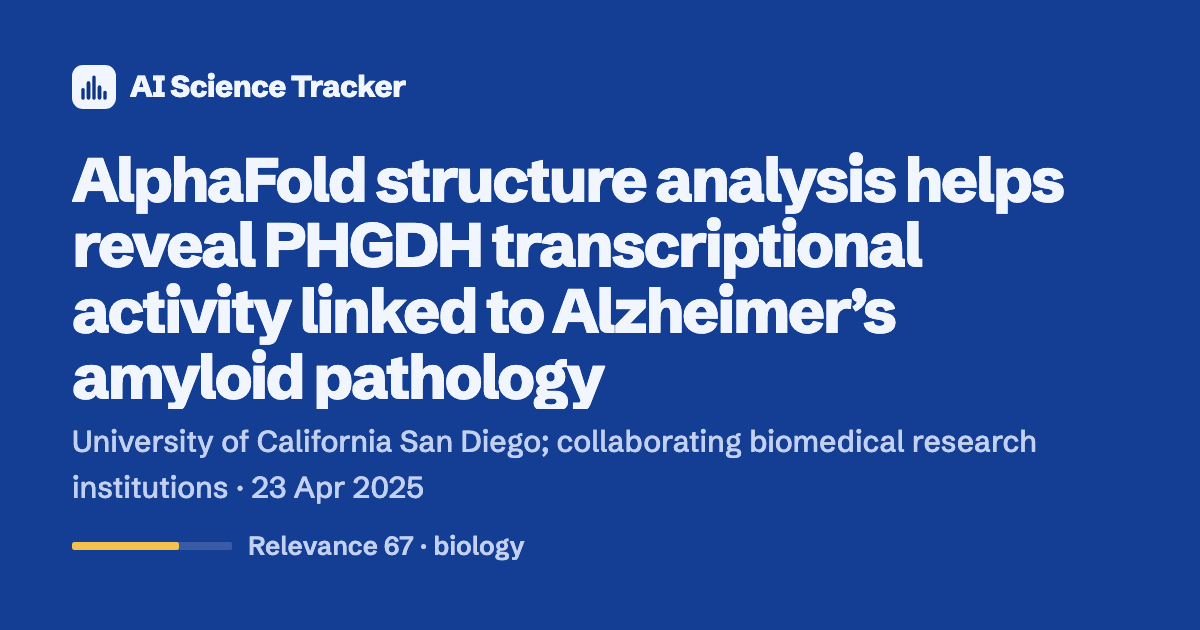 AI Science Tracker
AlphaFold structure analysis helps
reveal PHGDH transcriptional
activity linked to Alzheimer’s
amyloid pathology
University of California San Diego; collaborating biomedical research
institutions · 23 Apr 2025
Relevance 67 · biology